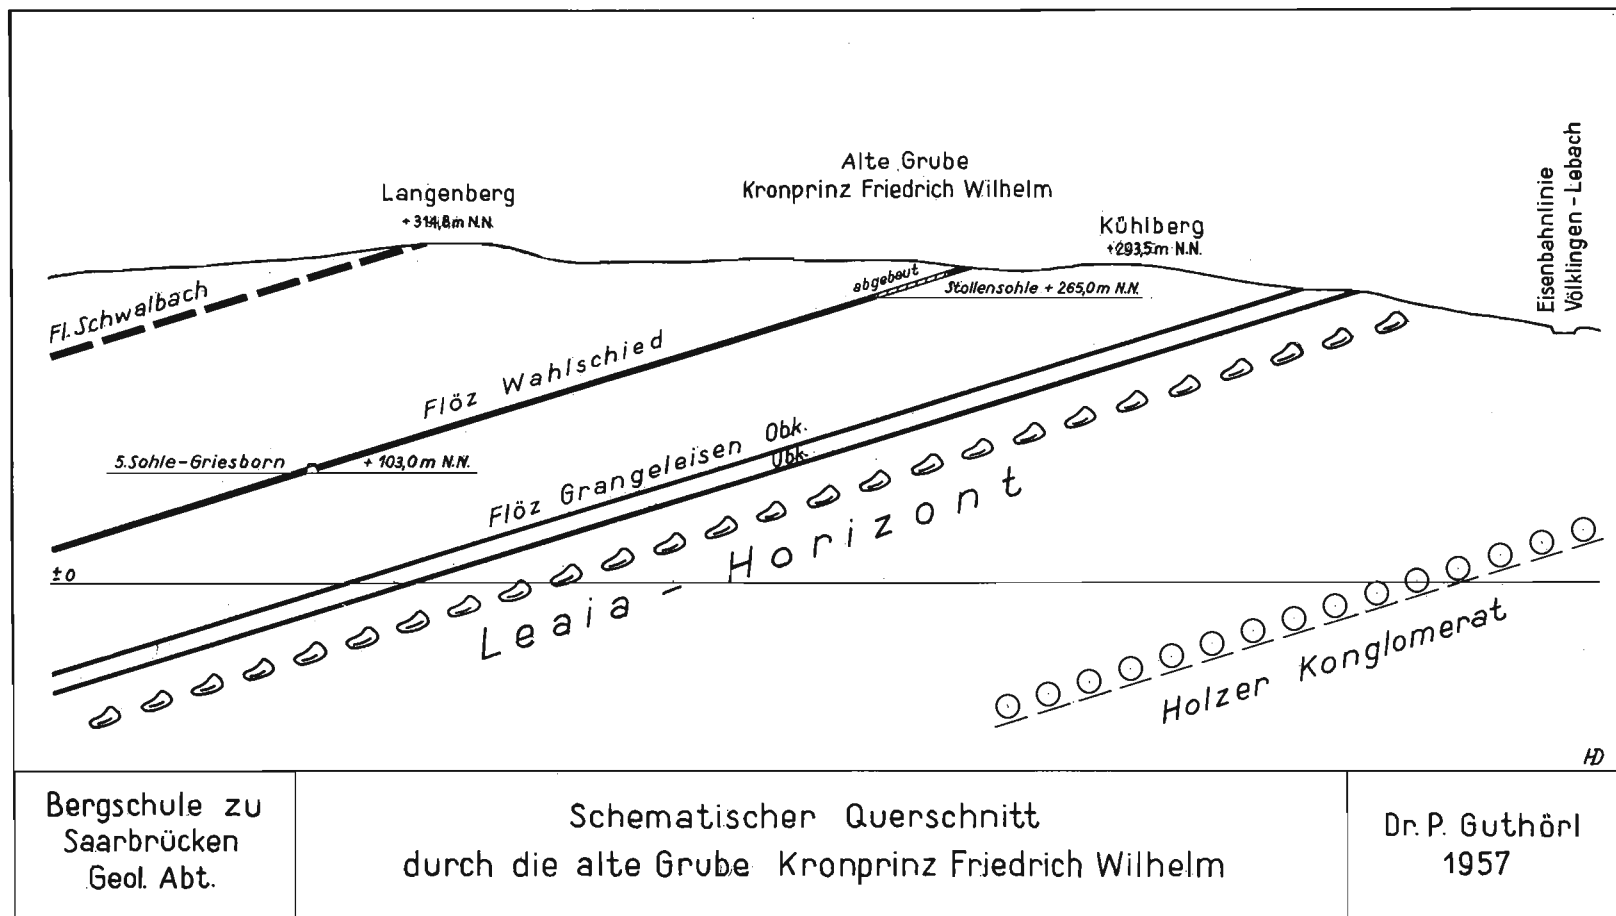 Alte Grube
Kronprinz Friedrich Wilhelm
Langenberg
+ 314,8m N.N.
Kühlberg
+293,5m N.N.
Eisenbahnlinie
Völklingen-Lebach
Fl. Schwalbach
abgebaut
Stollensohle + 265,0m N.N.
Flöz Wahlschied
5.Sohle-Griesborn + 103,0m N.N.
Flöz Grangeleisen Obk.
Ubk.
± 0
Leaia - Horizont
Holzer Konglomerat
HD
Bergschule zu
Saarbrücken
Geol. Abt.
Schematischer Querschnitt
durch die alte Grube Kronprinz Friedrich Wilhelm
Dr. P. Guthörl
1957